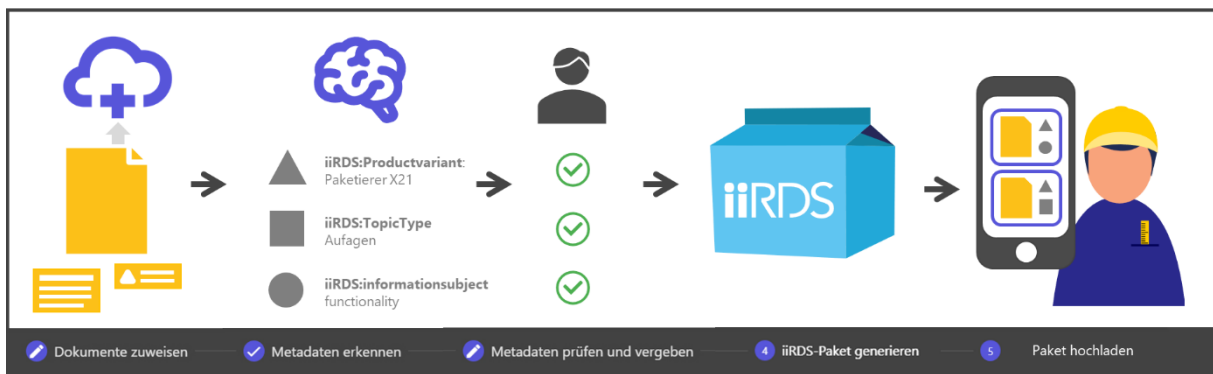 iiRDS:Productvariant:
Paketierer X21
iiRDS:TopicType
Aufagen
iiRDS:informationsubject
functionality
iiRDS
Dokumente zuweisen
Metadaten erkennen
Metadaten prüfen und vergeben
4 iiRDS-Paket generieren
5 Paket hochladen